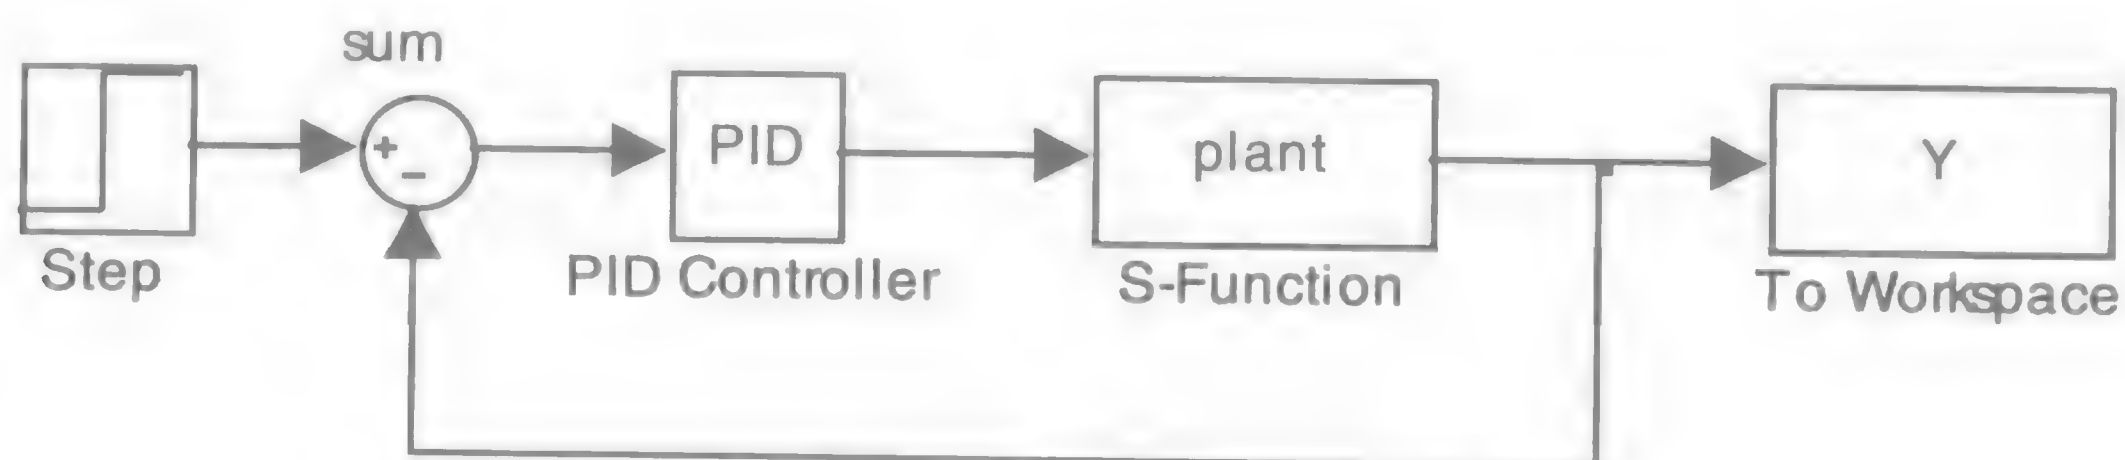 sum
+
−
PID
plant
Y
Step
PID Controller
S-Function
To Workspace